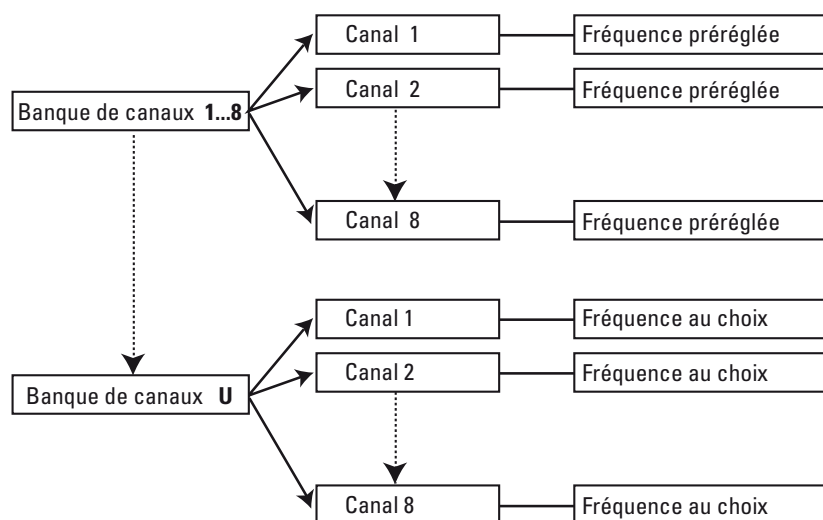 Canal 1 Fréquence préréglée
Canal 2 Fréquence préréglée
Banque de canaux 1...8
Canal 8 Fréquence préréglée
Canal 1 Fréquence au choix
Canal 2 Fréquence au choix
Banque de canaux U
Canal 8 Fréquence au choix